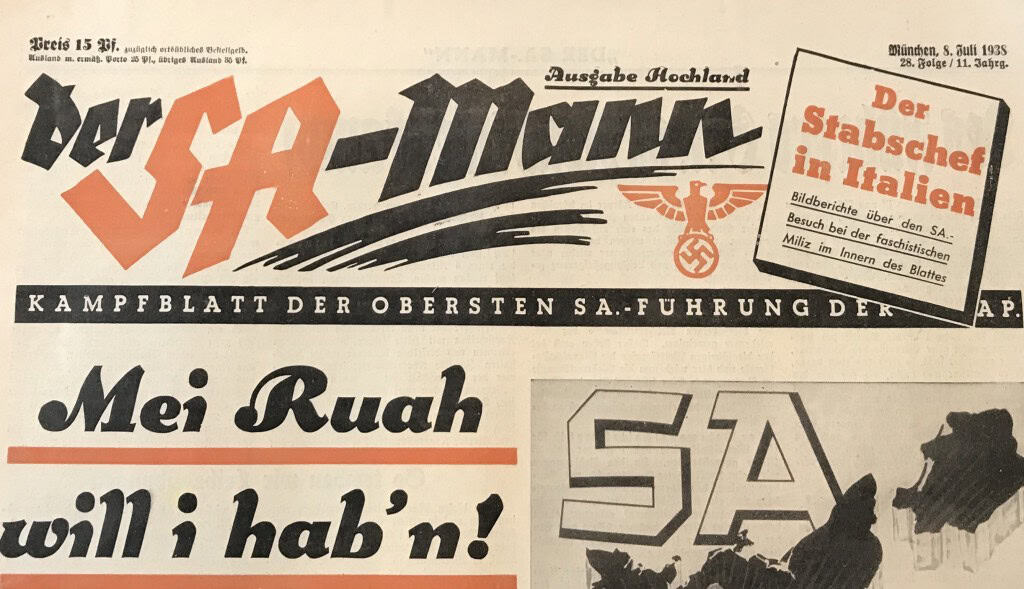 Preis 15 Pf. zuzüglich ortsübliches Bestellgeld.
Ausland m. ermäß. Porto 25 Pf., übriges Ausland 35 Pf.
München, 8. Juli 1938
28. Folge / 11. Jahrg.
Ausgabe Hochland
Der SA-Mann
Der
Stabschef
in Italien
Bildberichte über den SA.-
Besuch bei der faschistischen
Miliz im Innern des Blattes
KAMPFBLATT DER OBERSTEN SA.-FÜHRUNG DER AP.
Mei Ruah
will i hab'n!
SA